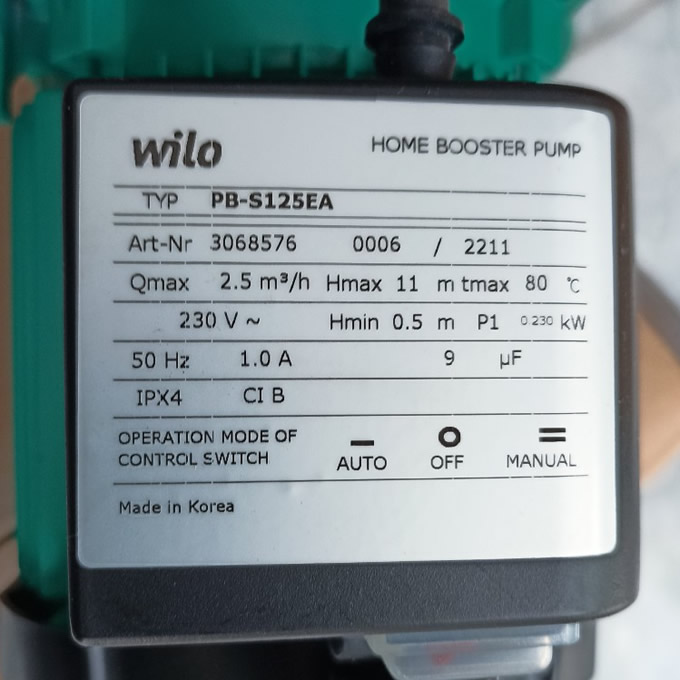 wilo HOME BOOSTER PUMP
TYP PB-S125EA
Art-Nr 3068576 0006 / 2211
Qmax 2.5 m³/h Hmax 11 m tmax 80 °C
230 V ~ Hmin 0.5 m P1 0.230 kW
50 Hz 1.0 A 9 µF
IPX4 CI B
OPERATION MODE OF
CONTROL SWITCH
AUTO OFF MANUAL
Made in Korea